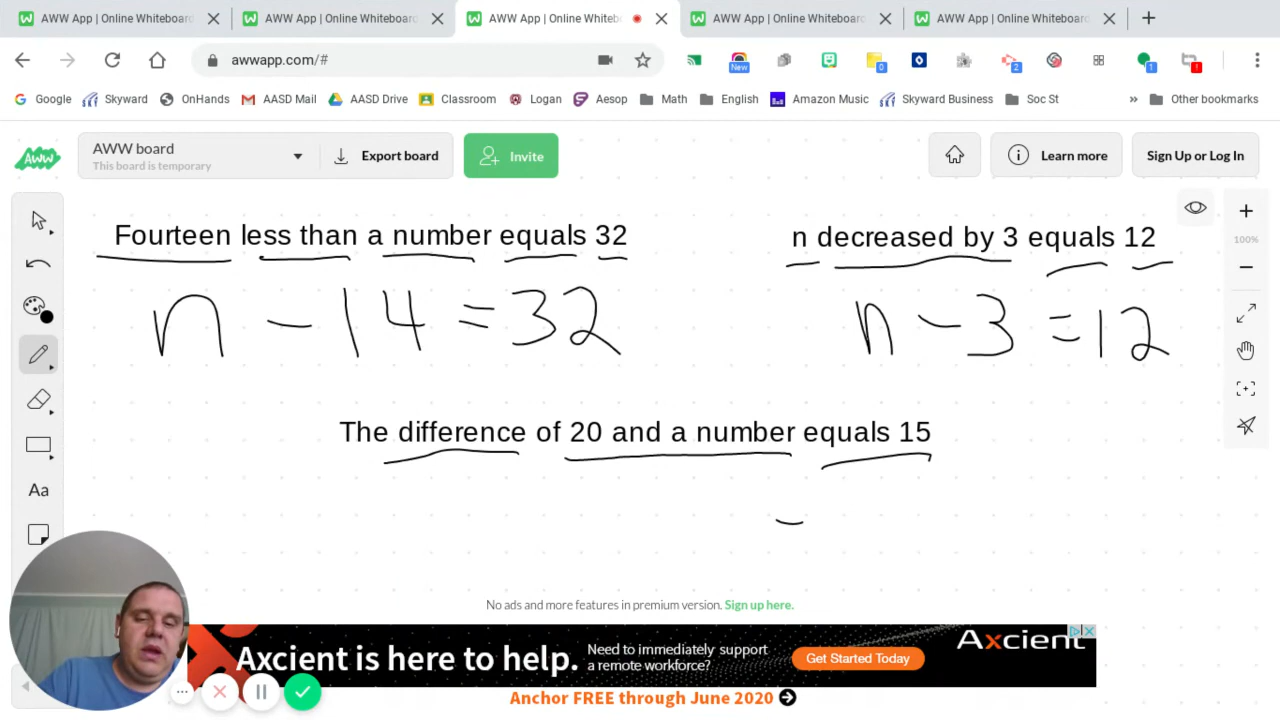 AWW App | Online Whiteboard
AWW App | Online Whiteboard
AWW App | Online Whiteb
AWW App | Online Whiteboard
AWW App | Online Whiteboard
awwapp.com/#
New
0
2
1
1
Google
Skyward
OnHands
AASD Mail
AASD Drive
Classroom
Logan
Aesop
Math
English
Amazon Music
Skyward Business
Soc St
»
Other bookmarks
AWW
AWW board
This board is temporary
Export board
Invite
Learn more
Sign Up or Log In
100%
Fourteen less than a number equals 32
n decreased by 3 equals 12
n - 14 = 32
n - 3 = 12
The difference of 20 and a number equals 15
-
Aa
No ads and more features in premium version. Sign up here.
Axcient is here to help.
Need to immediately support
a remote workforce?
Get Started Today
Axcient
Anchor FREE through June 2020